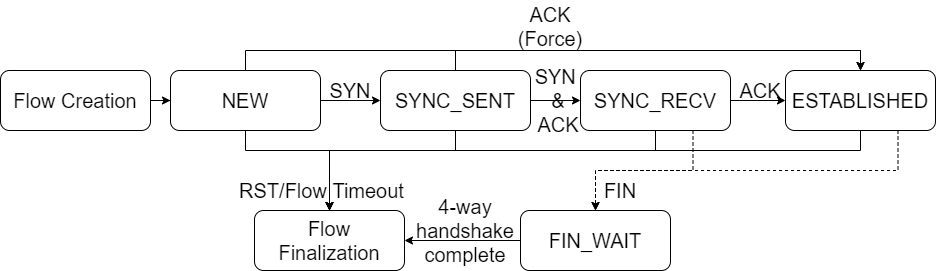 ACK
(Force)
Flow Creation
NEW
SYN
SYNC_SENT
SYN
&
ACK
SYNC_RECV
ACK
ESTABLISHED
RST/Flow Timeout
FIN
Flow
Finalization
4-way
handshake
complete
FIN_WAIT